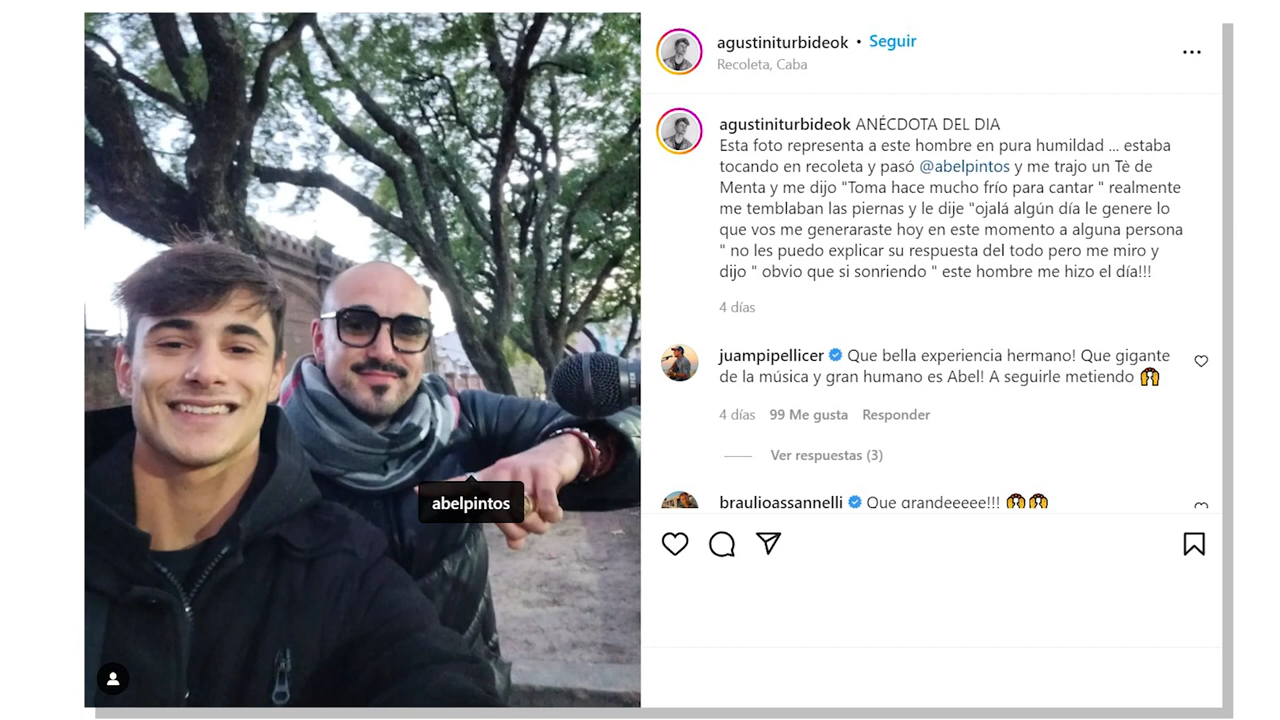 abelpintos
agustiniturbideok • Seguir
Recoleta, Caba
agustiniturbideok ANÉCDOTA DEL DIA
Esta foto representa a este hombre en pura humildad ... estaba
tocando en recoleta y pasó @abelpintos y me trajo un Tè de
Menta y me dijo "Toma hace mucho frío para cantar " realmente
me temblaban las piernas y le dije "ojalá algún día le genere lo
que vos me generaraste hoy en este momento a alguna persona
" no les puedo explicar su respuesta del todo pero me miro y
dijo " obvio que si sonriendo " este hombre me hizo el día!!!
4 días
juampipellicer Que bella experiencia hermano! Que gigante
de la música y gran humano es Abel! A seguirle metiendo 🙌
4 días 99 Me gusta Responder
Ver respuestas (3)
braulioassannelli Que grandeeeee!!! 🙌🙌